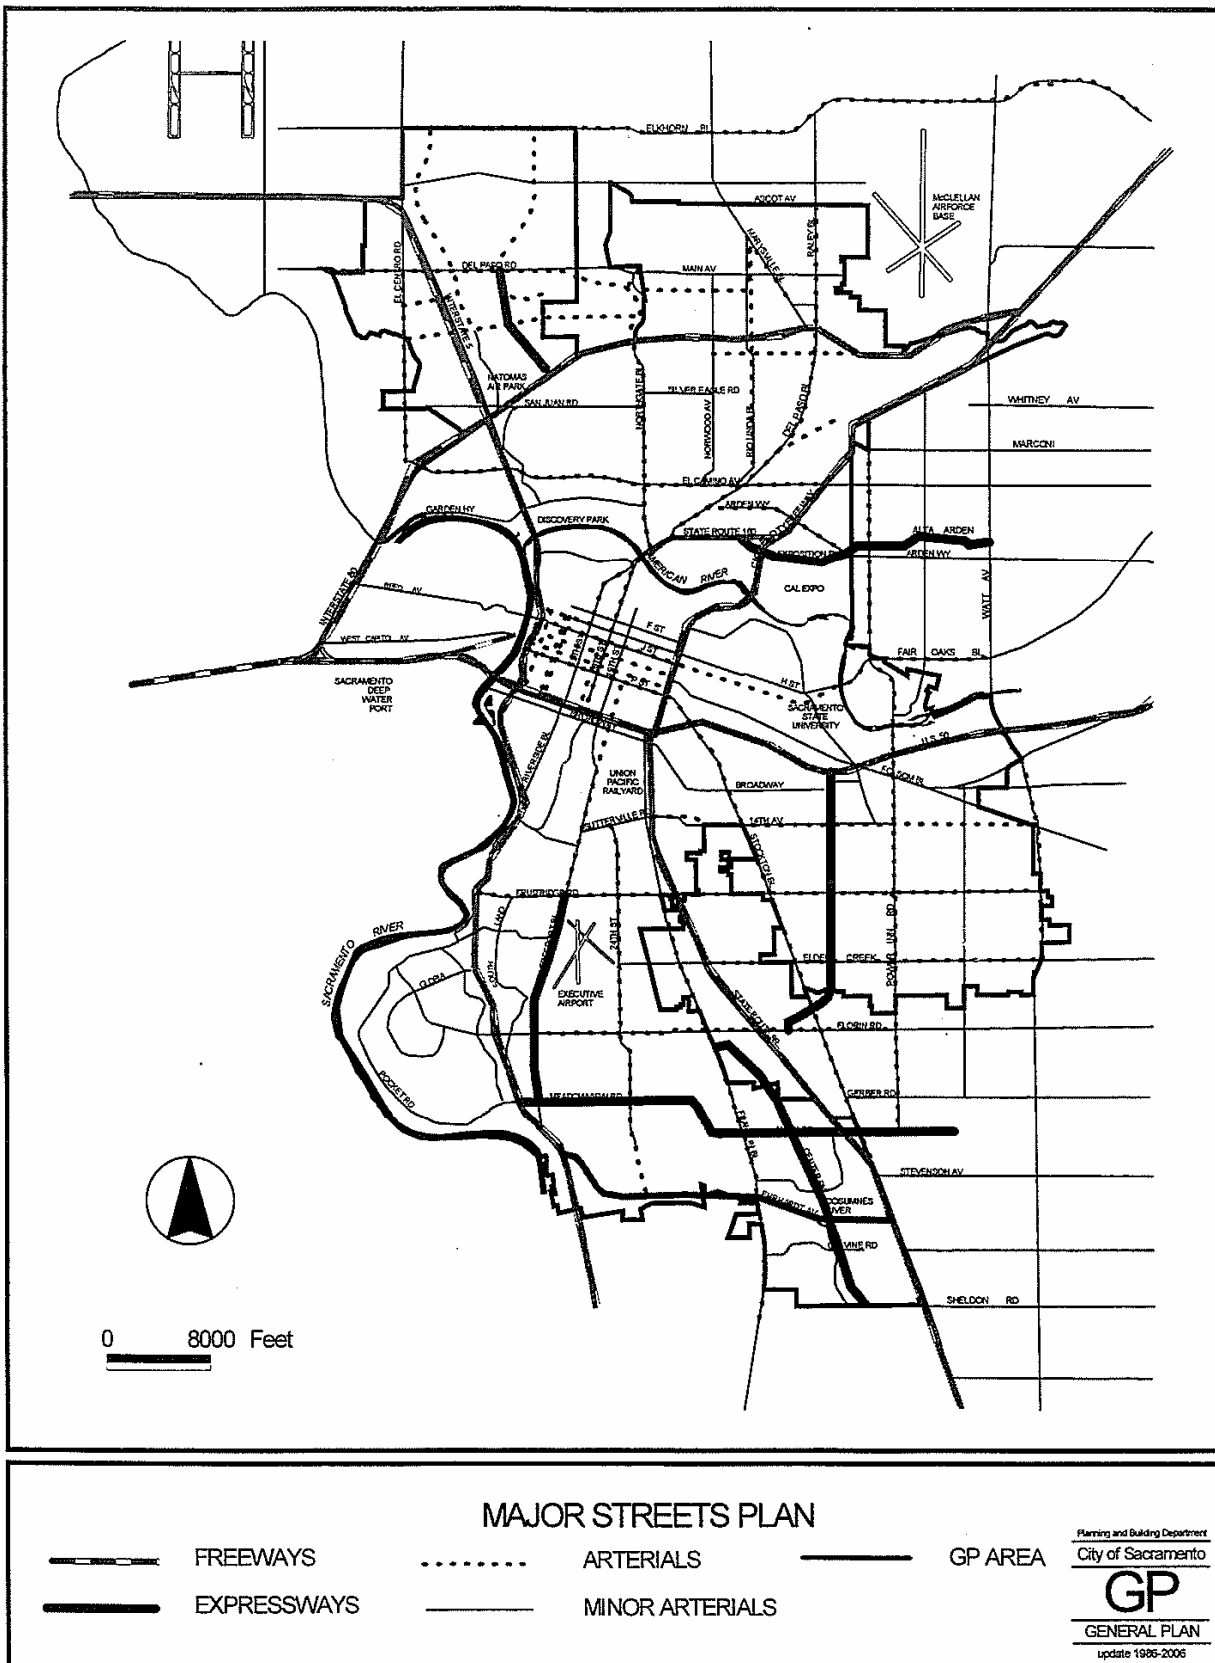 ELKHORN Bl
ASCOT AV
McCLELLAN
AIRFORCE
BASE
MARYSVILLE BL
RALEY BL
EL CENTRO RD
DEL PASO RD
MAIN AV
INTERSTATE 5
NATOMAS
AIR PARK
SILVER EAGLE RD
SAN JUAN RD
NORTHGATE BL
NORWOOD AV
RIO LINDA BL
DEL PASO BL
WHITNEY AV
MARCONI
EL CAMINO AV
GARDEN HY
DISCOVERY PARK
ARDEN WY
STATE ROUTE 160
ALTA ARDEN
EXPOSITION
ARDEN WY
AMERICAN RIVER
CAL EXPO
INTERSTATE 80
WATT AV
WEST CAPITOL AV
F ST
J ST
P ST
H ST
FAIR OAKS BL
SACRAMENTO
DEEP
WATER
PORT
SACRAMENTO
STATE
UNIVERSITY
RIVERSIDE BL
U.S. 50
FOLSOM BL
UNION
PACIFIC
RAILYARD
BROADWAY
SUTTERVILLE R
14TH AV
STOCKTON BL
FRUITRIDGE RD
SACRAMENTO RIVER
SOUTH LAND
24TH ST
POWER INN RD
ELDER CREEK
GLORIA
EXECUTIVE
AIRPORT
STATE ROUTE 99
FLORIN RD
POCKET RD
MEADOWVIEW RD
GERBER RD
CENTER
STEVENSON AV
EHRHARDT AV
COSUMNES
RIVER
VINE RD
SHELDON RD
0 8000 Feet
MAJOR STREETS PLAN
FREEWAYS
ARTERIALS
GP AREA
EXPRESSWAYS
MINOR ARTERIALS
Planning and Building Department
City of Sacramento
GP
GENERAL PLAN
update 1986-2006